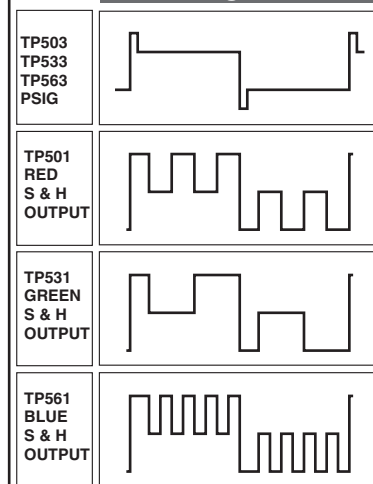 TP503
TP533
TP563
PSIG
TP501
RED
S & H
OUTPUT
TP531
GREEN
S & H
OUTPUT
TP561
BLUE
S & H
OUTPUT